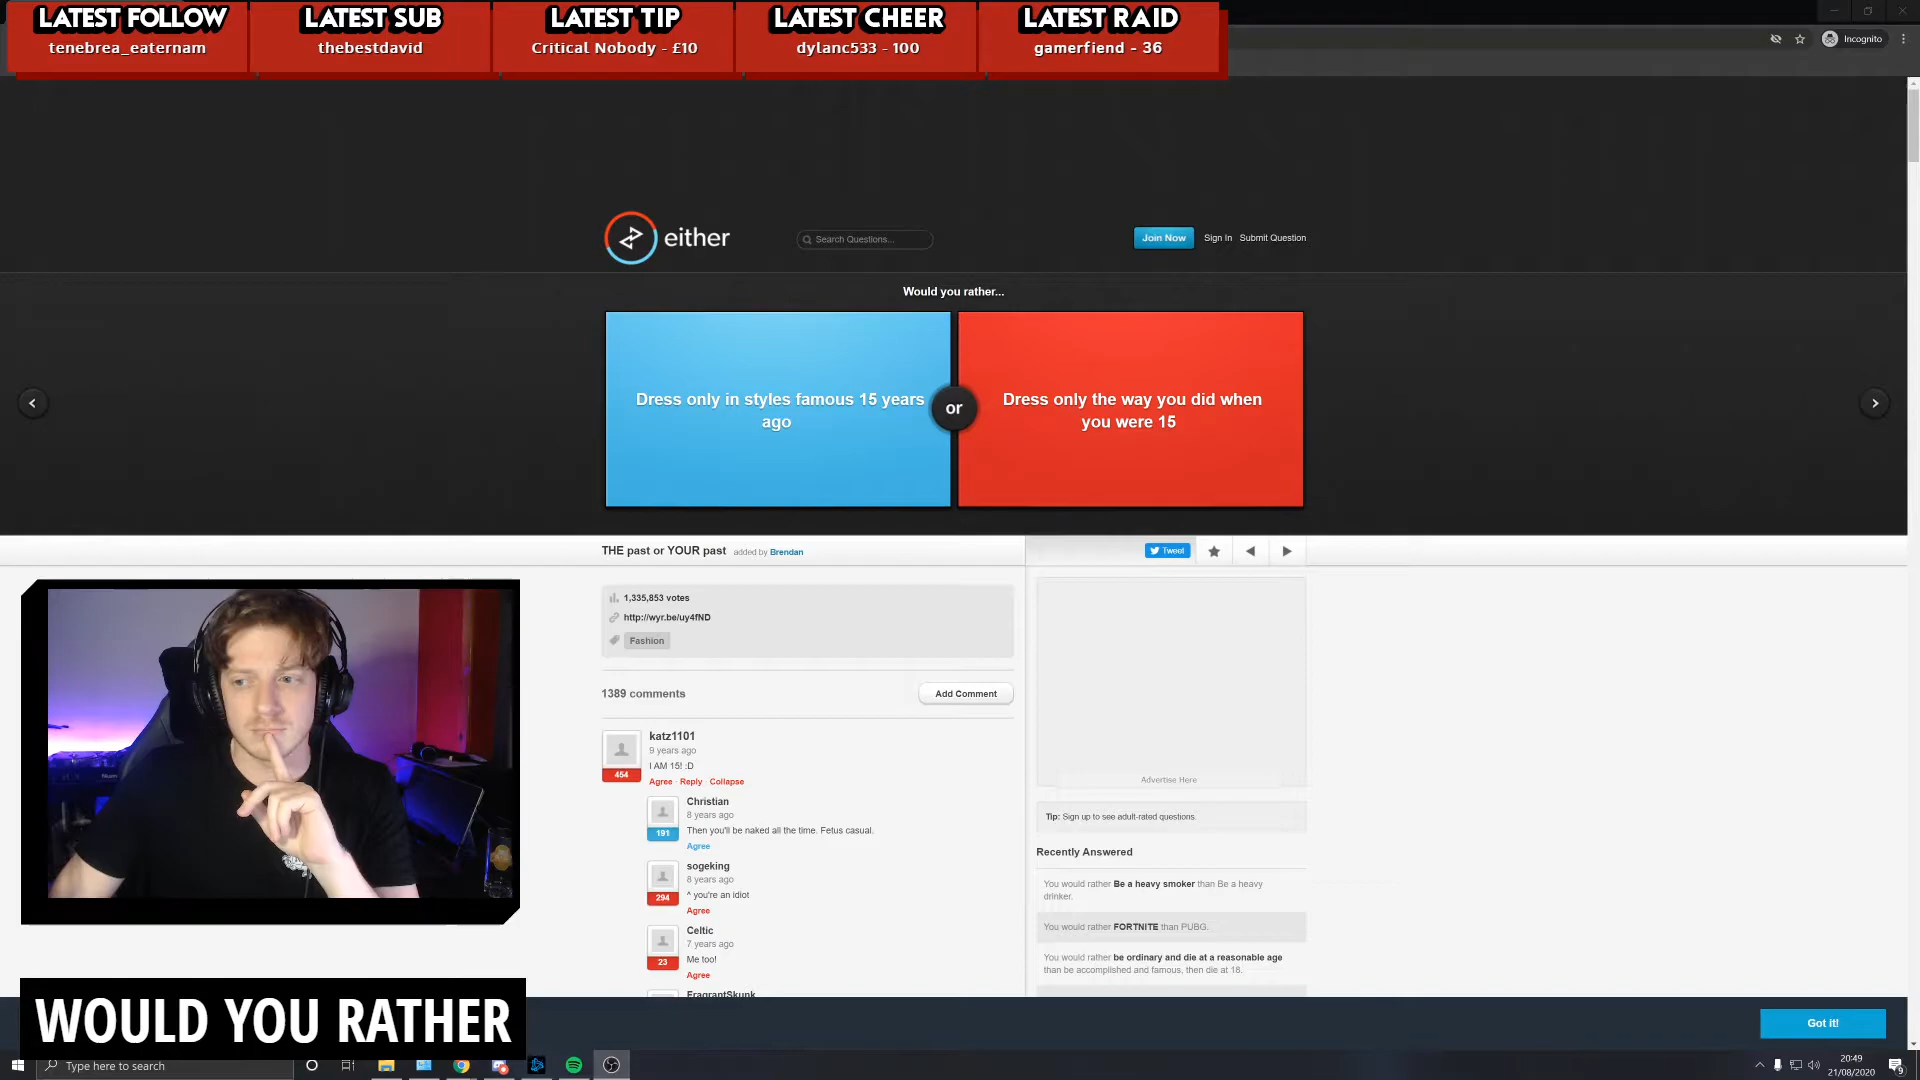 LATEST FOLLOW
tenebrea_eaternam
LATEST SUB
thebestdavid
LATEST TIP
Critical Nobody - £10
LATEST CHEER
dylanc533 - 100
LATEST RAID
gamerfiend - 36
Incognito
either
Search Questions...
Join Now
Sign In
Submit Question
Would you rather...
Dress only in styles famous 15 years
ago
or
Dress only the way you did when
you were 15
THE past or YOUR past added by Brendan
Tweet
1,335,853 votes
http://wyr.be/uy4fND
Fashion
1389 comments
Add Comment
katz1101
9 years ago
I AM 15! :D
454
Agree · Reply · Collapse
Christian
8 years ago
Then you'll be naked all the time. Fetus casual.
191
Agree
sogeking
8 years ago
^ you're an idiot
294
Agree
Celtic
7 years ago
Me too!
23
Agree
FragrantSkunk
Advertise Here
Tip: Sign up to see adult-rated questions.
Recently Answered
You would rather Be a heavy smoker than Be a heavy
drinker.
You would rather FORTNITE than PUBG.
You would rather be ordinary and die at a reasonable age
than be accomplished and famous, then die at 18.
WOULD YOU RATHER
Got it!
Type here to search
20:49
21/08/2020